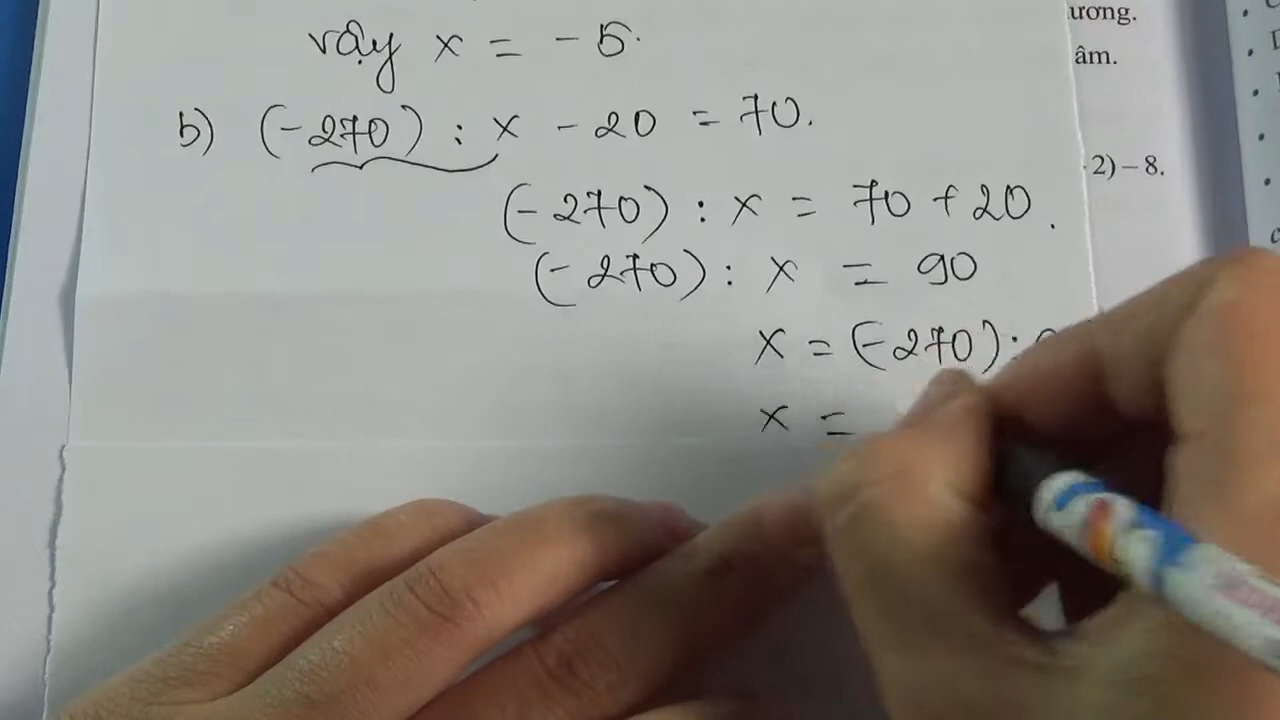 vậy x = -5.
b) (-270) : x - 20 = 70.
(-270) : x = 70 + 20.
(-270) : x = 90
x = (-270) :
x =
ương.
âm.
2) – 8.